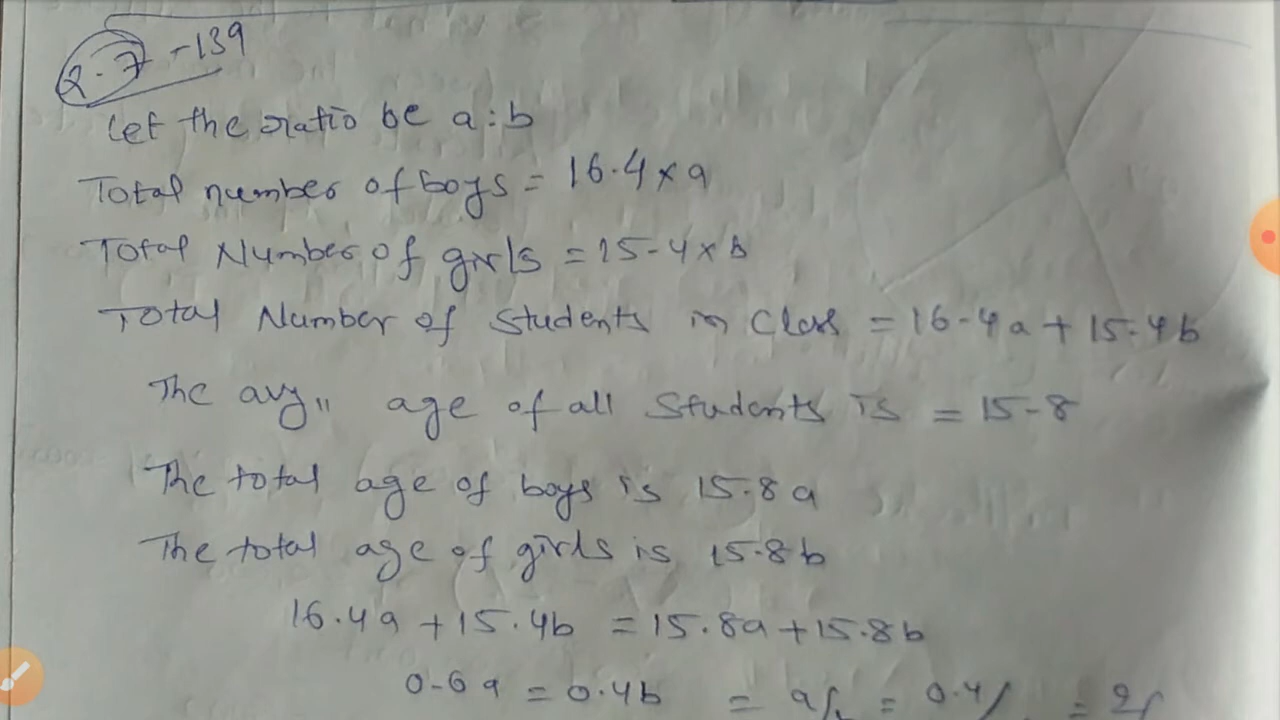 2.7 - 139
Let the ratio be a:b
Total number of boys = 16.4 × a
Total Number of girls = 15-4 × b
Total Number of students in Class = 16-4a + 15.4b
The avg,, age of all Students is = 15-8
The total age of boys is 15.8a
The total age of girls is 15.8b
16.4a + 15.4b = 15.8a + 15.8b
0-6a = 0.4b = a/ = 0.4/ = 2/